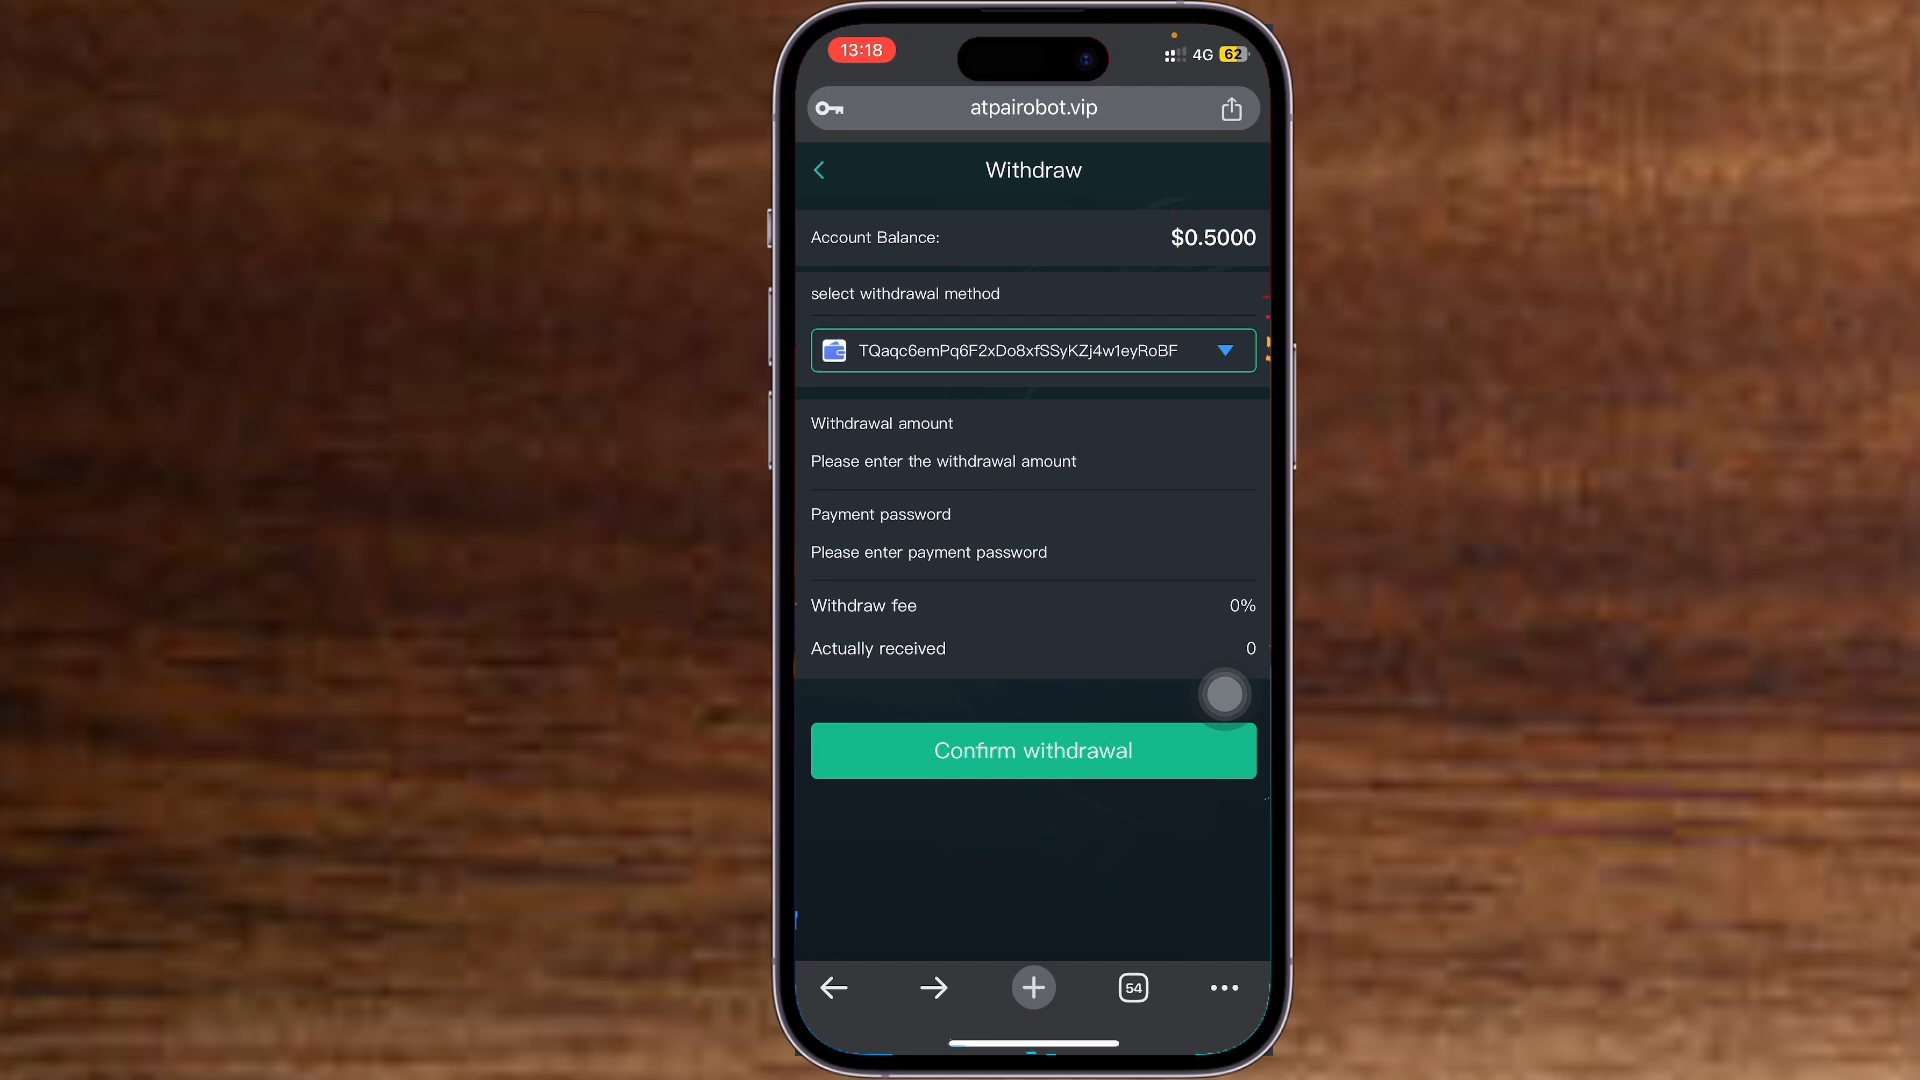 13:18
4G 62
atpairobot.vip
Withdraw
Account Balance: $0.5000
select withdrawal method
TQaqc6emPq6F2xDo8xfSSyKZj4w1eyRoBF
Withdrawal amount
Please enter the withdrawal amount
Payment password
Please enter payment password
Withdraw fee 0%
Actually received 0
Confirm withdrawal
54